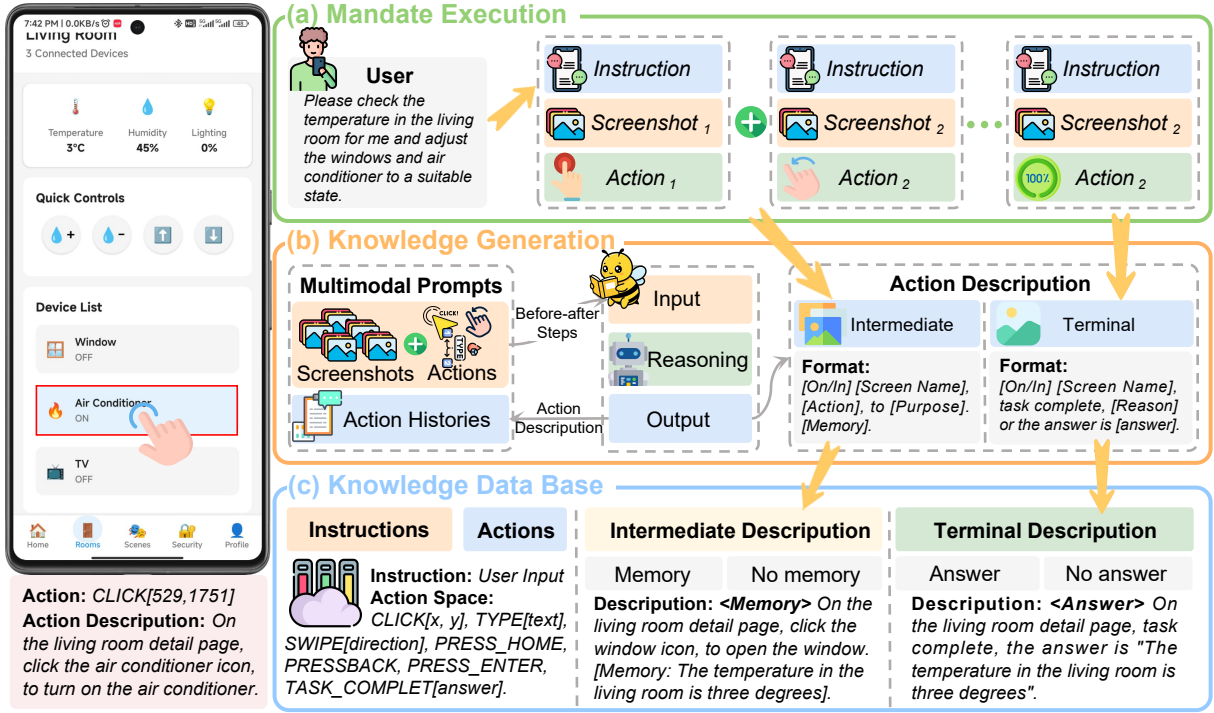 7:42 PM | 0.0KB/s
Living Room
3 Connected Devices
Temperature
3°C
Humidity
45%
Lighting
0%
Quick Controls
+
-
Device List
Window
OFF
Air Conditioner
ON
TV
OFF
Home
Rooms
Scenes
Security
Profile
Action: CLICK[529,1751]
Action Descripution: On
the living room detail page,
click the air conditioner icon,
to turn on the air conditioner.
(a) Mandate Execution
User
Please check the
temperature in the living
room for me and adjust
the windows and air
conditioner to a suitable
state.
Instruction
Screenshot 1
Action 1
Instruction
Screenshot 2
Action 2
Instruction
Screenshot 2
100%
Action 2
(b) Knowledge Generation
Multimodal Prompts
CLICK!
TYPE
Screenshots
Actions
Action Histories
Before-after
Steps
Action
Descripution
Input
Reasoning
Output
Action Descripution
Intermediate
Format:
[On/In] [Screen Name],
[Action], to [Purpose].
[Memory].
Terminal
Format:
[On/In] [Screen Name],
task complete, [Reason]
or the answer is [answer].
(c) Knowledge Data Base
Instructions
Actions
Instruction: User Input
Action Space:
CLICK[x, y], TYPE[text],
SWIPE[direction], PRESS_HOME,
PRESSBACK, PRESS_ENTER,
TASK_COMPLET[answer].
Intermediate Descripution
Memory
No memory
Descripution: <Memory> On the
living room detail page, click the
window icon, to open the window.
[Memory: The temperature in the
living room is three degrees].
Terminal Descripution
Answer
No answer
Descripution: <Answer> On
the living room detail page, task
complete, the answer is "The
temperature in the living room is
three degrees".